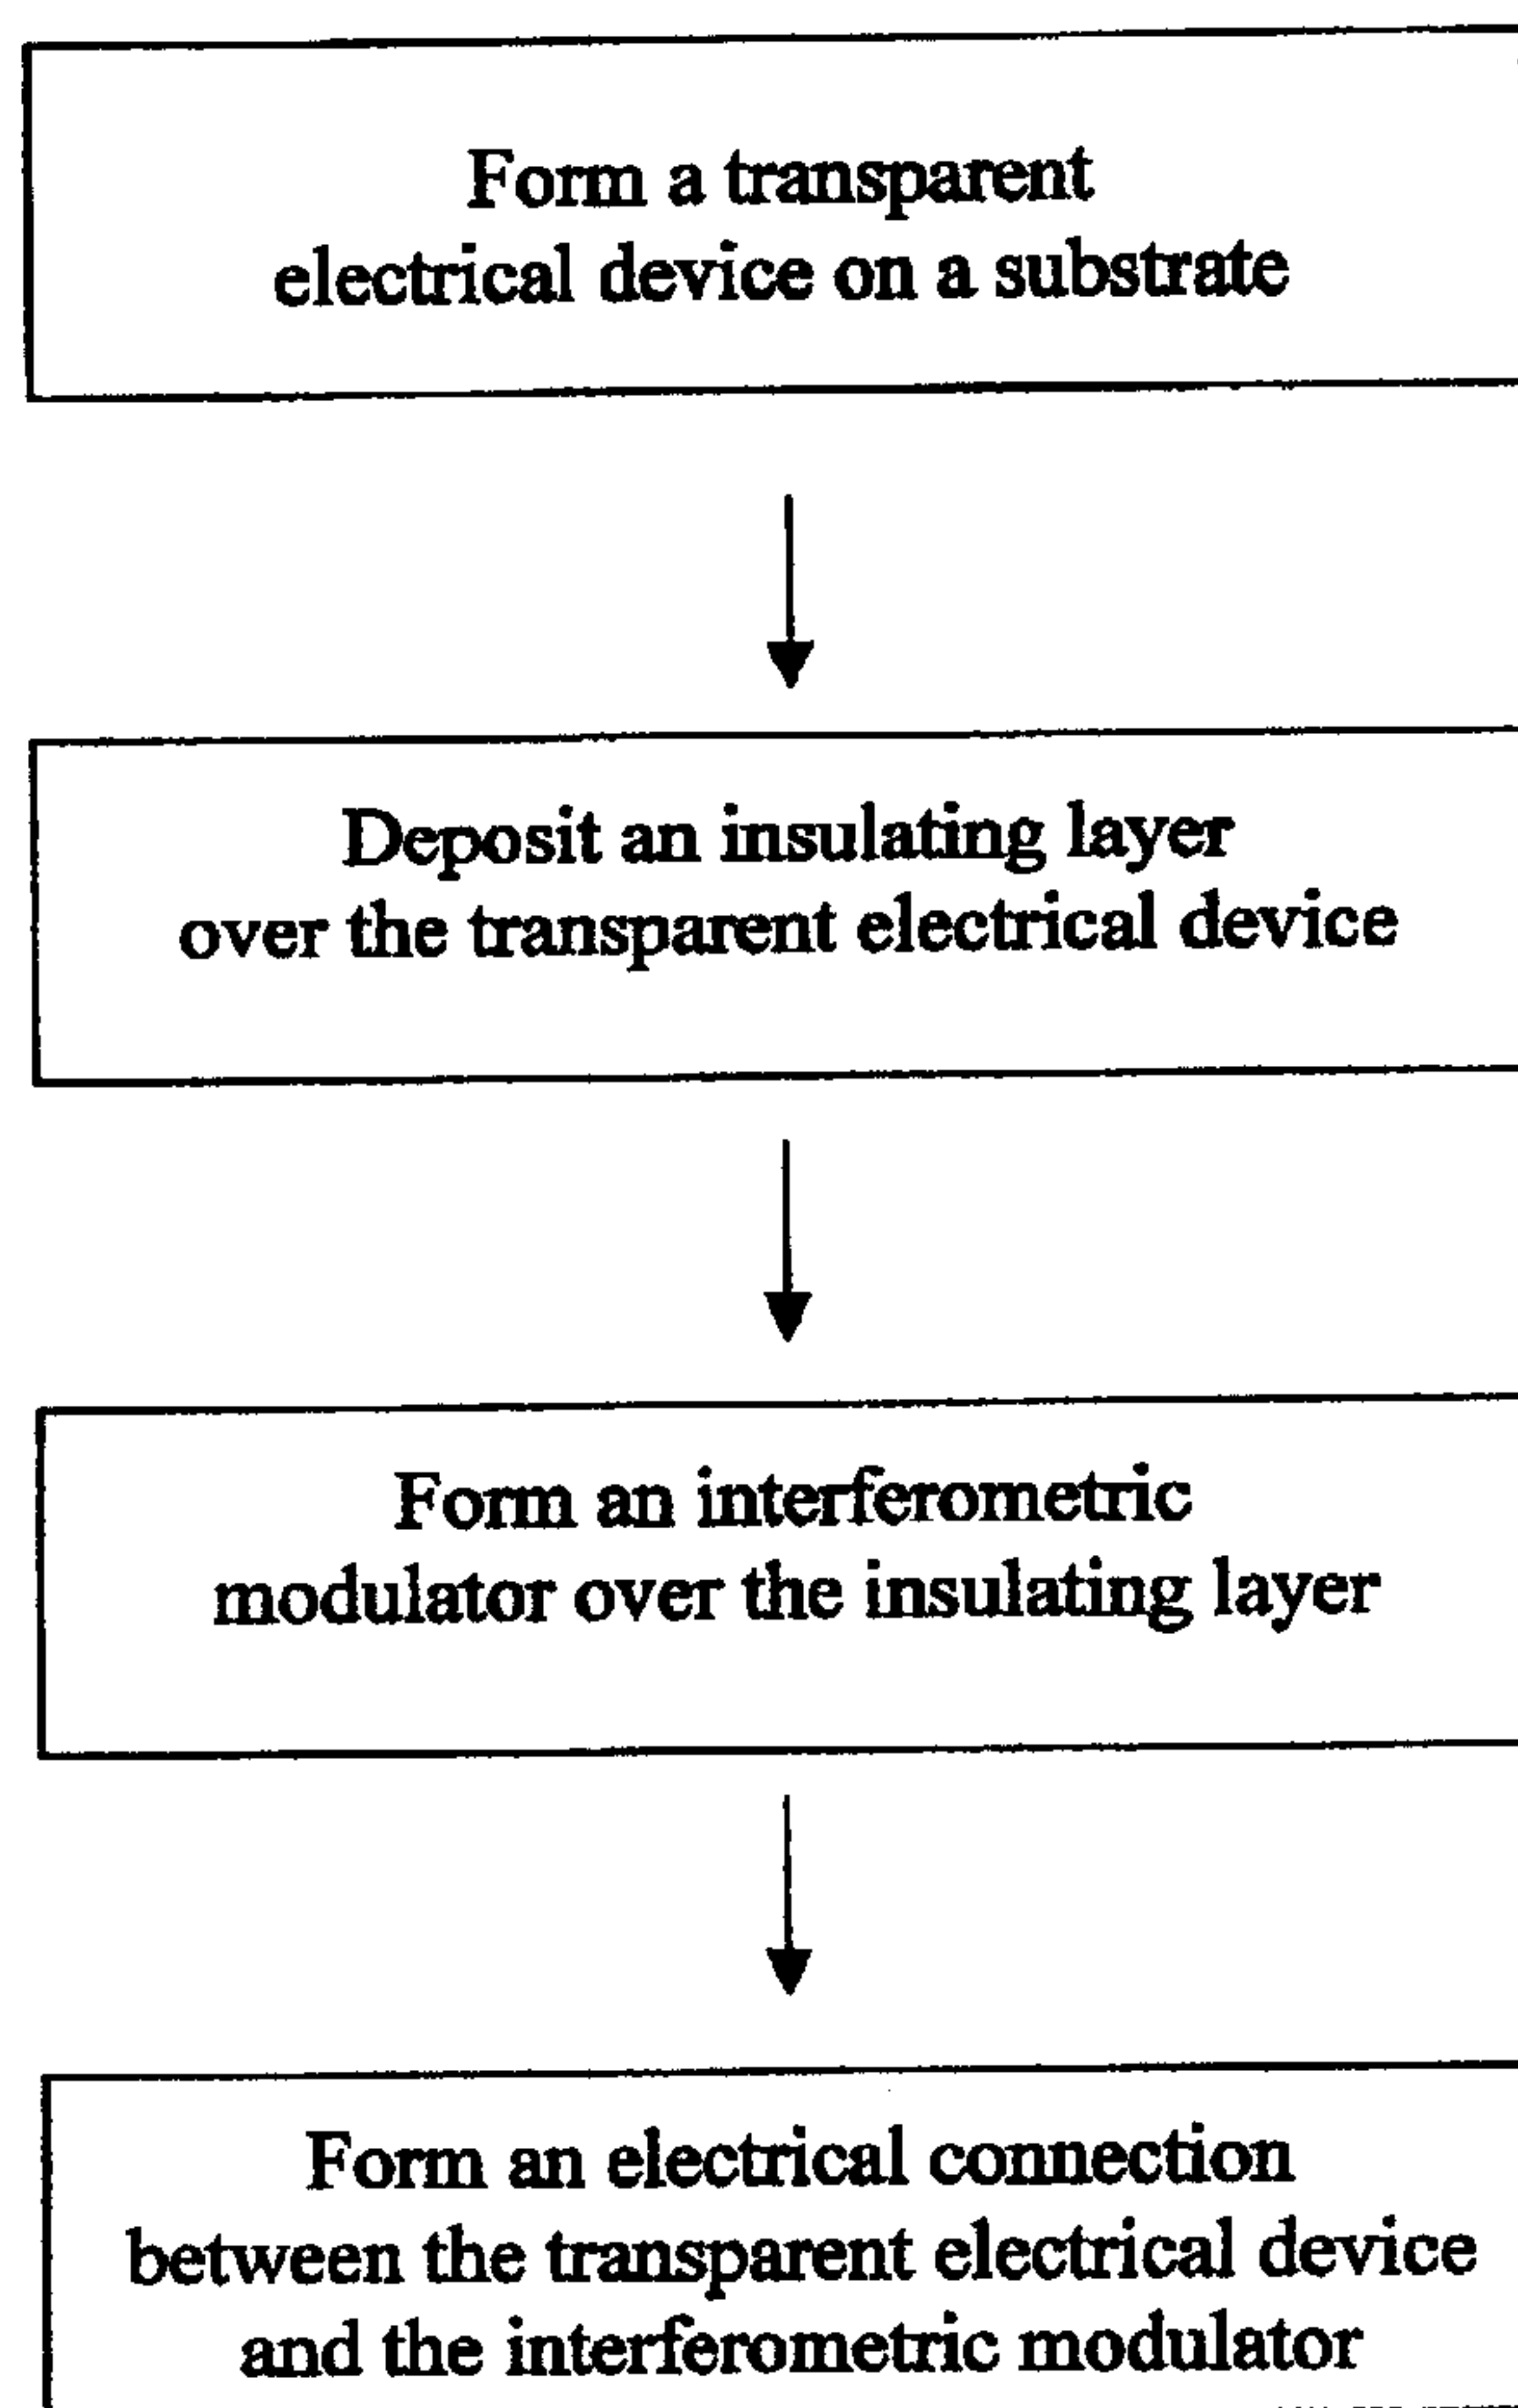 Form a transparent
electrical device on a substrate
Deposit an insulating layer
over the transparent electrical device
Form an interferometric
modulator over the insulating layer
Form an electrical connection
between the transparent electrical device
and the interferometric modulator